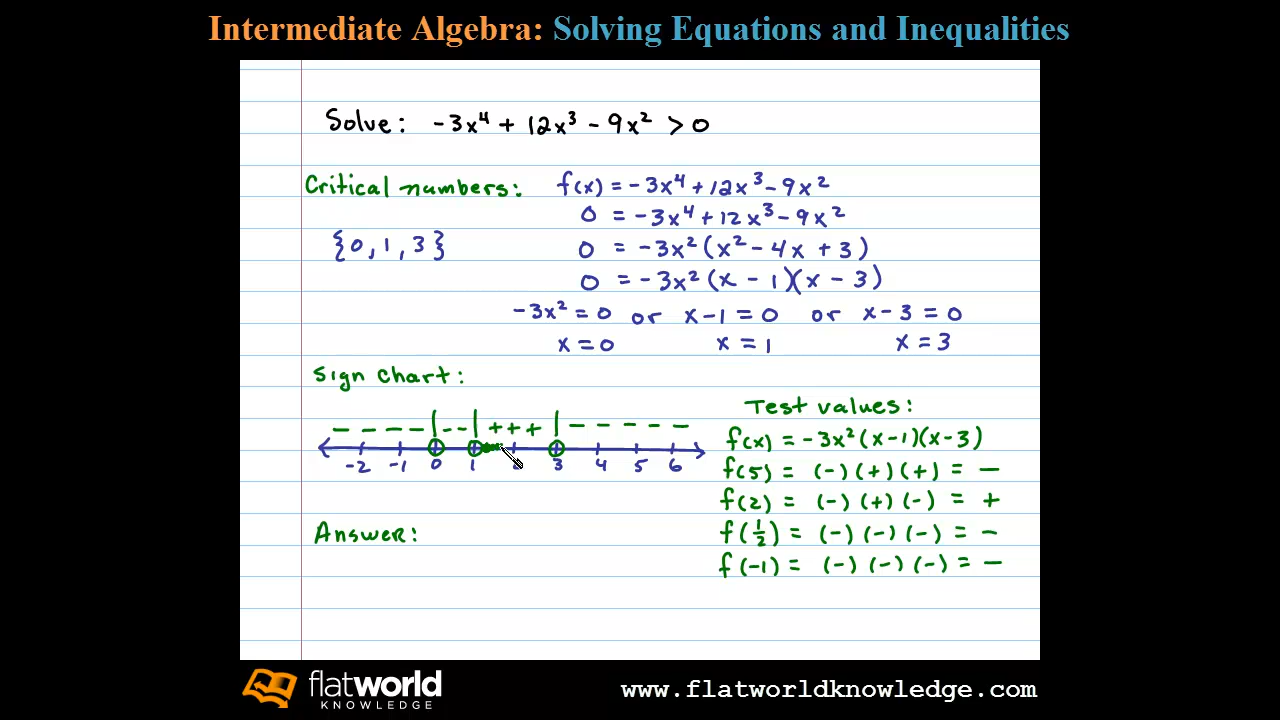 Intermediate Algebra: Solving Equations and Inequalities
Solve: -3x⁴ + 12x³ - 9x² > 0
Critical numbers: f(x) = -3x⁴ + 12x³ - 9x²
0 = -3x⁴ + 12x³ - 9x²
{0, 1, 3} 0 = -3x² (x² - 4x + 3)
0 = -3x² (x - 1)(x - 3)
-3x² = 0 or x - 1 = 0 or x - 3 = 0
x = 0 x = 1 x = 3
Sign chart:
Test values:
– – – – | – – | + + + | – – – – –
-2 -1 0 1 3 4 5 6
f(x) = -3x² (x-1)(x-3)
f(5) = (-) (+) (+) = -
f(2) = (-) (+) (-) = +
Answer:
f(½) = (-) (-) (-) = -
f(-1) = (-) (-) (-) = -
flatworld
KNOWLEDGE
www.flatworldknowledge.com